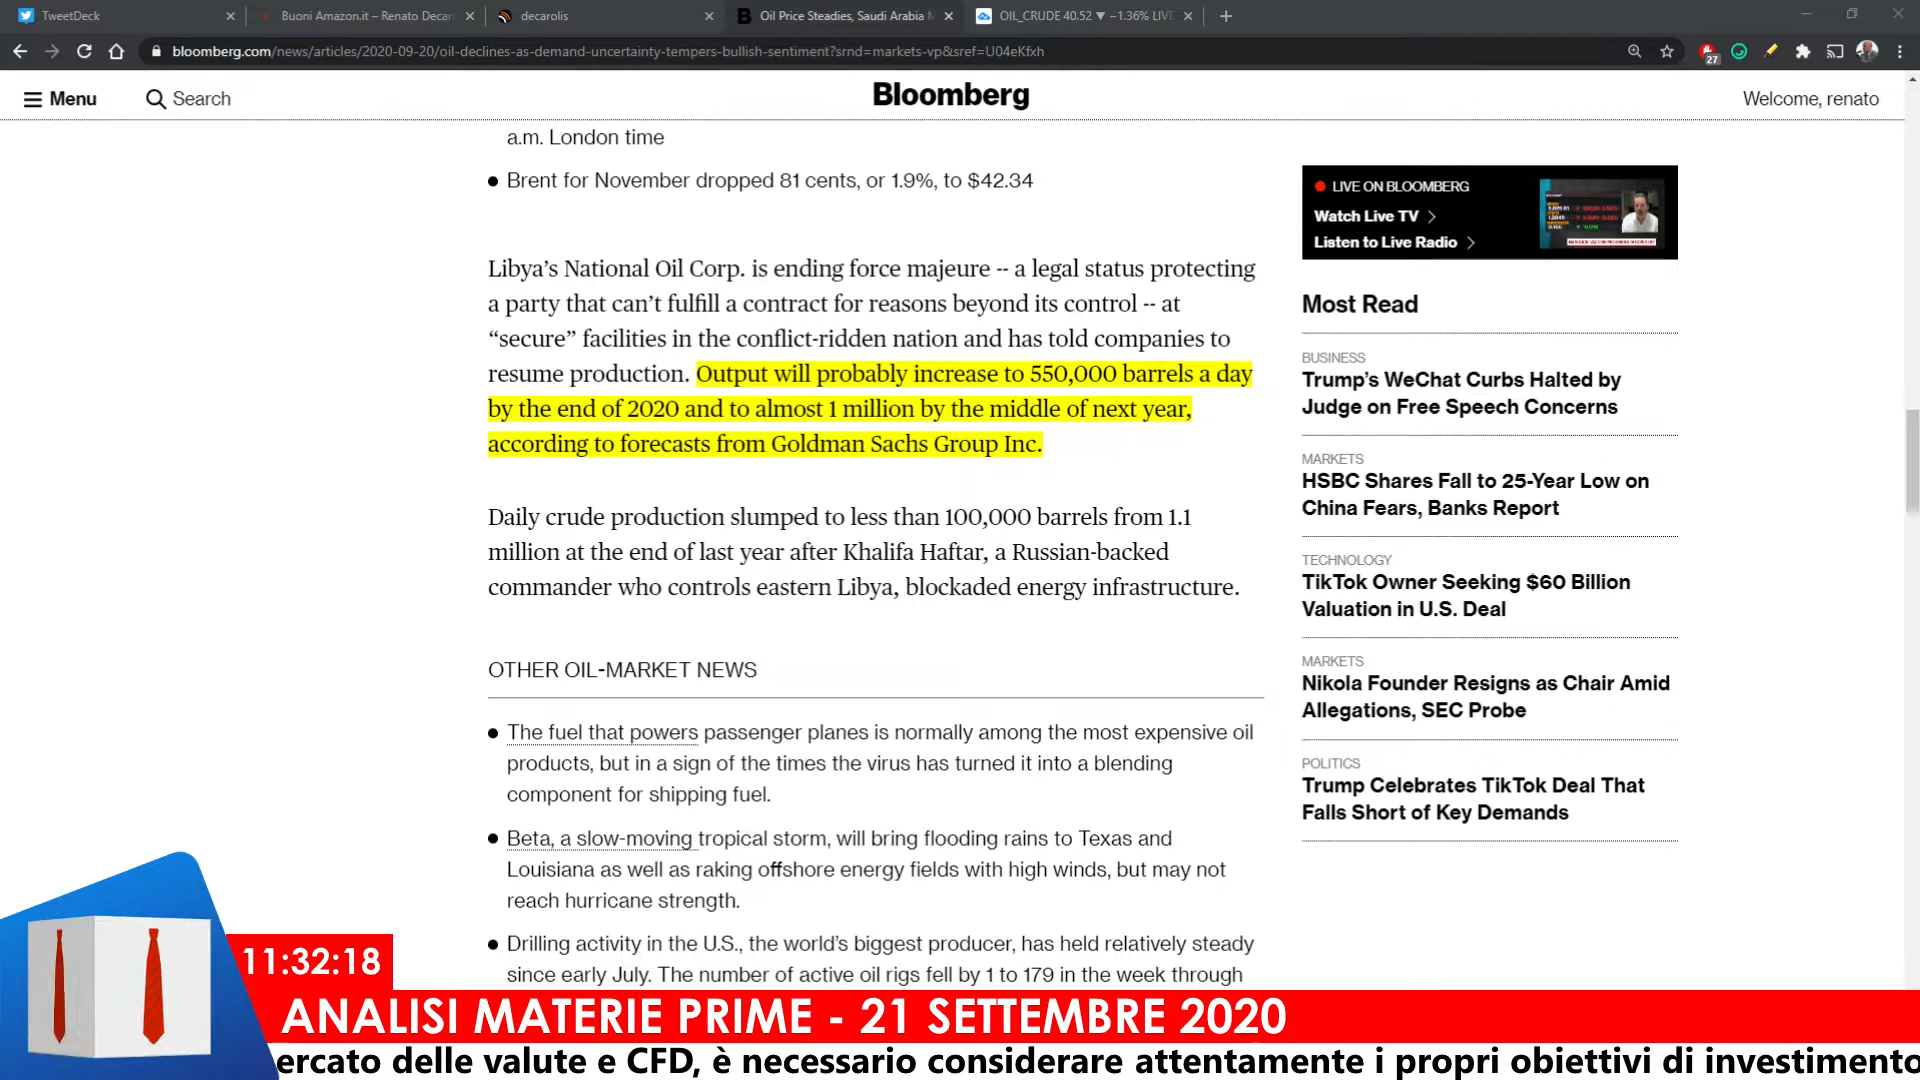 TweetDeck
Buoni Amazon.it – Renato Decar
decarolis
Oil Price Steadies, Saudi Arabia M
OIL_CRUDE 40.52 ▼ −1.36% LIVE
bloomberg.com/news/articles/2020-09-20/oil-declines-as-demand-uncertainty-tempers-bullish-sentiment?srnd=markets-vp&sref=U04eKfxh
27
Menu
Search
Bloomberg
Welcome, renato
a.m. London time
Brent for November dropped 81 cents, or 1.9%, to $42.34
Libya's National Oil Corp. is ending force majeure -- a legal status protecting
a party that can't fulfill a contract for reasons beyond its control -- at
“secure” facilities in the conflict-ridden nation and has told companies to
resume production. Output will probably increase to 550,000 barrels a day
by the end of 2020 and to almost 1 million by the middle of next year,
according to forecasts from Goldman Sachs Group Inc.
Daily crude production slumped to less than 100,000 barrels from 1.1
million at the end of last year after Khalifa Haftar, a Russian-backed
commander who controls eastern Libya, blockaded energy infrastructure.
OTHER OIL-MARKET NEWS
The fuel that powers passenger planes is normally among the most expensive oil
products, but in a sign of the times the virus has turned it into a blending
component for shipping fuel.
Beta, a slow-moving tropical storm, will bring flooding rains to Texas and
Louisiana as well as raking offshore energy fields with high winds, but may not
reach hurricane strength.
Drilling activity in the U.S., the world's biggest producer, has held relatively steady
since early July. The number of active oil rigs fell by 1 to 179 in the week through
LIVE ON BLOOMBERG
Watch Live TV
Listen to Live Radio
Most Read
BUSINESS
Trump's WeChat Curbs Halted by
Judge on Free Speech Concerns
MARKETS
HSBC Shares Fall to 25-Year Low on
China Fears, Banks Report
TECHNOLOGY
TikTok Owner Seeking $60 Billion
Valuation in U.S. Deal
MARKETS
Nikola Founder Resigns as Chair Amid
Allegations, SEC Probe
POLITICS
Trump Celebrates TikTok Deal That
Falls Short of Key Demands
11:32:18
ANALISI MATERIE PRIME - 21 SETTEMBRE 2020
ercato delle valute e CFD, è necessario considerare attentamente i propri obiettivi di investimento